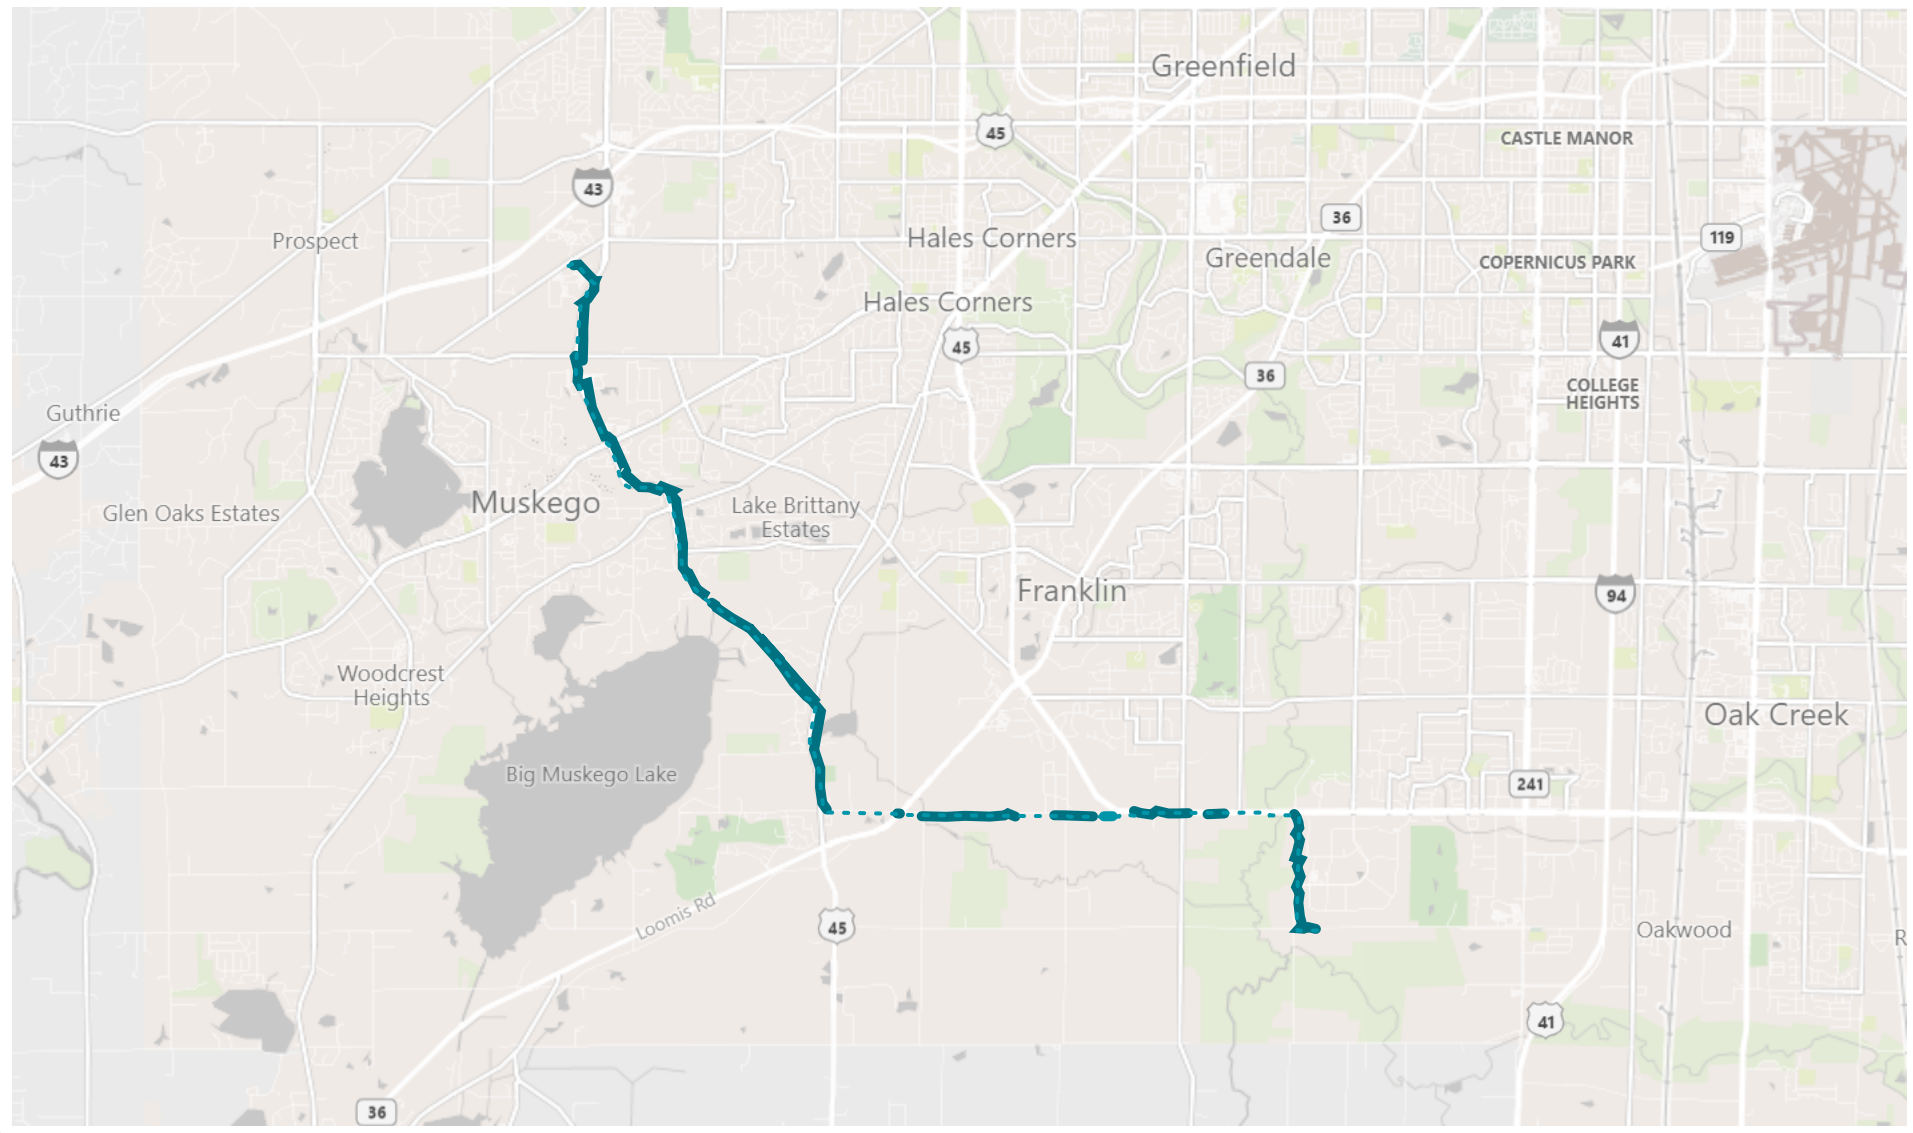 Greenfield
45
CASTLE MANOR
43
36
119
Prospect
Hales Corners
Greendale
COPERNICUS PARK
Hales Corners
45
41
36
COLLEGE
HEIGHTS
Guthrie
43
Muskego
Lake Brittany
Estates
Glen Oaks Estates
Franklin
94
Woodcrest
Heights
Oak Creek
Big Muskego Lake
241
Loomis Rd
45
Oakwood
R
41
36